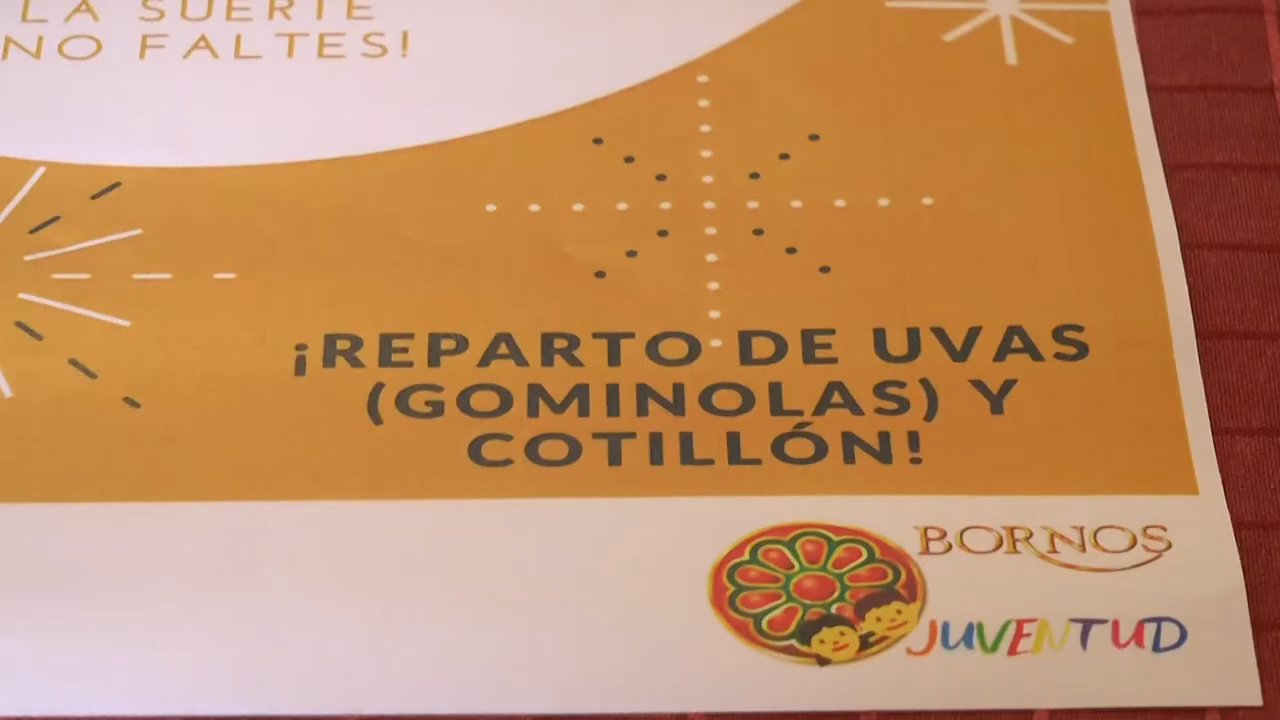 LA SUERTE
NO FALTES!
¡REPARTO DE UVAS
(GOMINOLAS) Y
COTILLÓN!
BORNOS
JUVENTUD